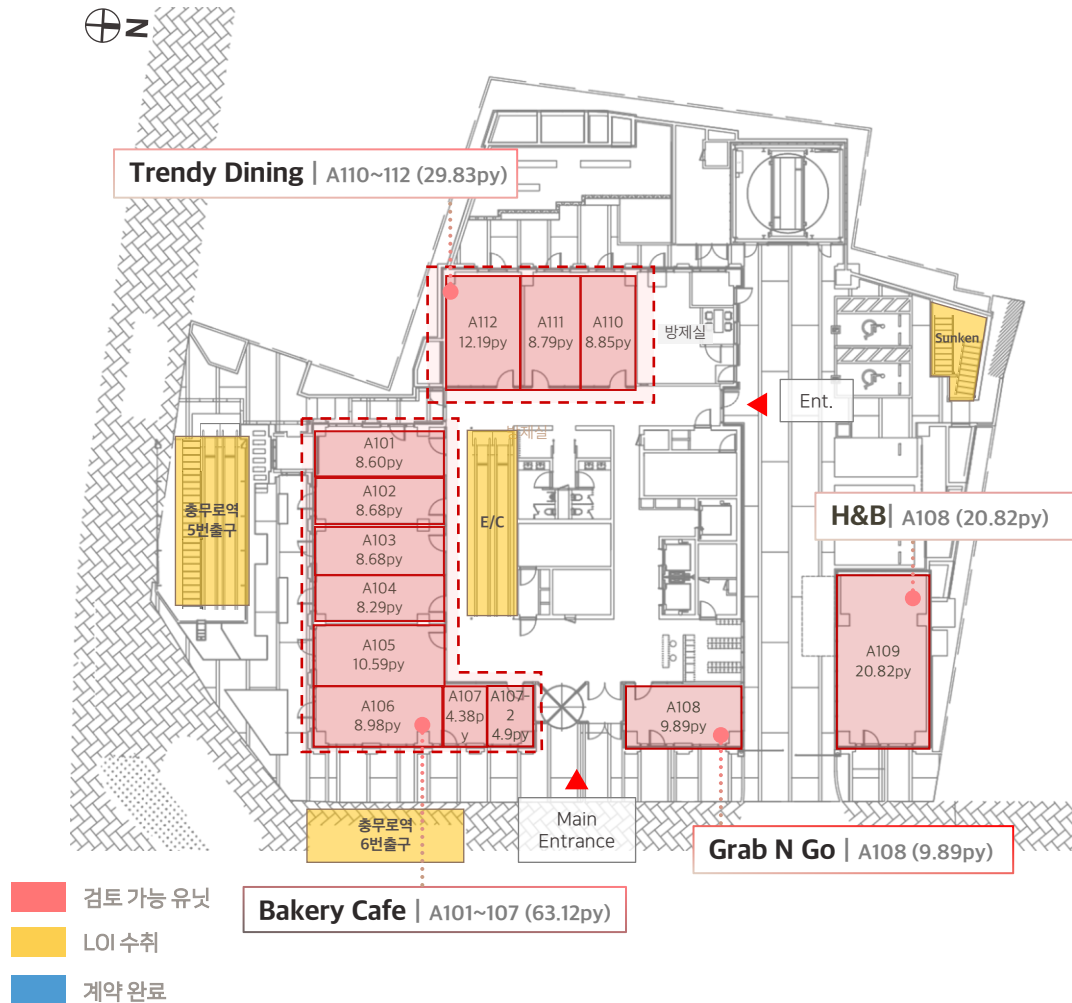 N
Trendy Dining | A110~112 (29.83py)
A112
12.19py
A111
8.79py
A110
8.85py
방제실
Sunken
Ent.
방제실
A101
8.60py
A102
8.68py
A103
8.68py
A104
8.29py
A105
10.59py
A106
8.98py
A107
4.38p
y
A107-
2
4.9py
충무로역
5번출구
E/C
H&B| A108 (20.82py)
A109
20.82py
A108
9.89py
충무로역
6번출구
Main
Entrance
Grab N Go | A108 (9.89py)
Bakery Cafe | A101~107 (63.12py)
검토 가능 유닛
LOI 수취
계약 완료